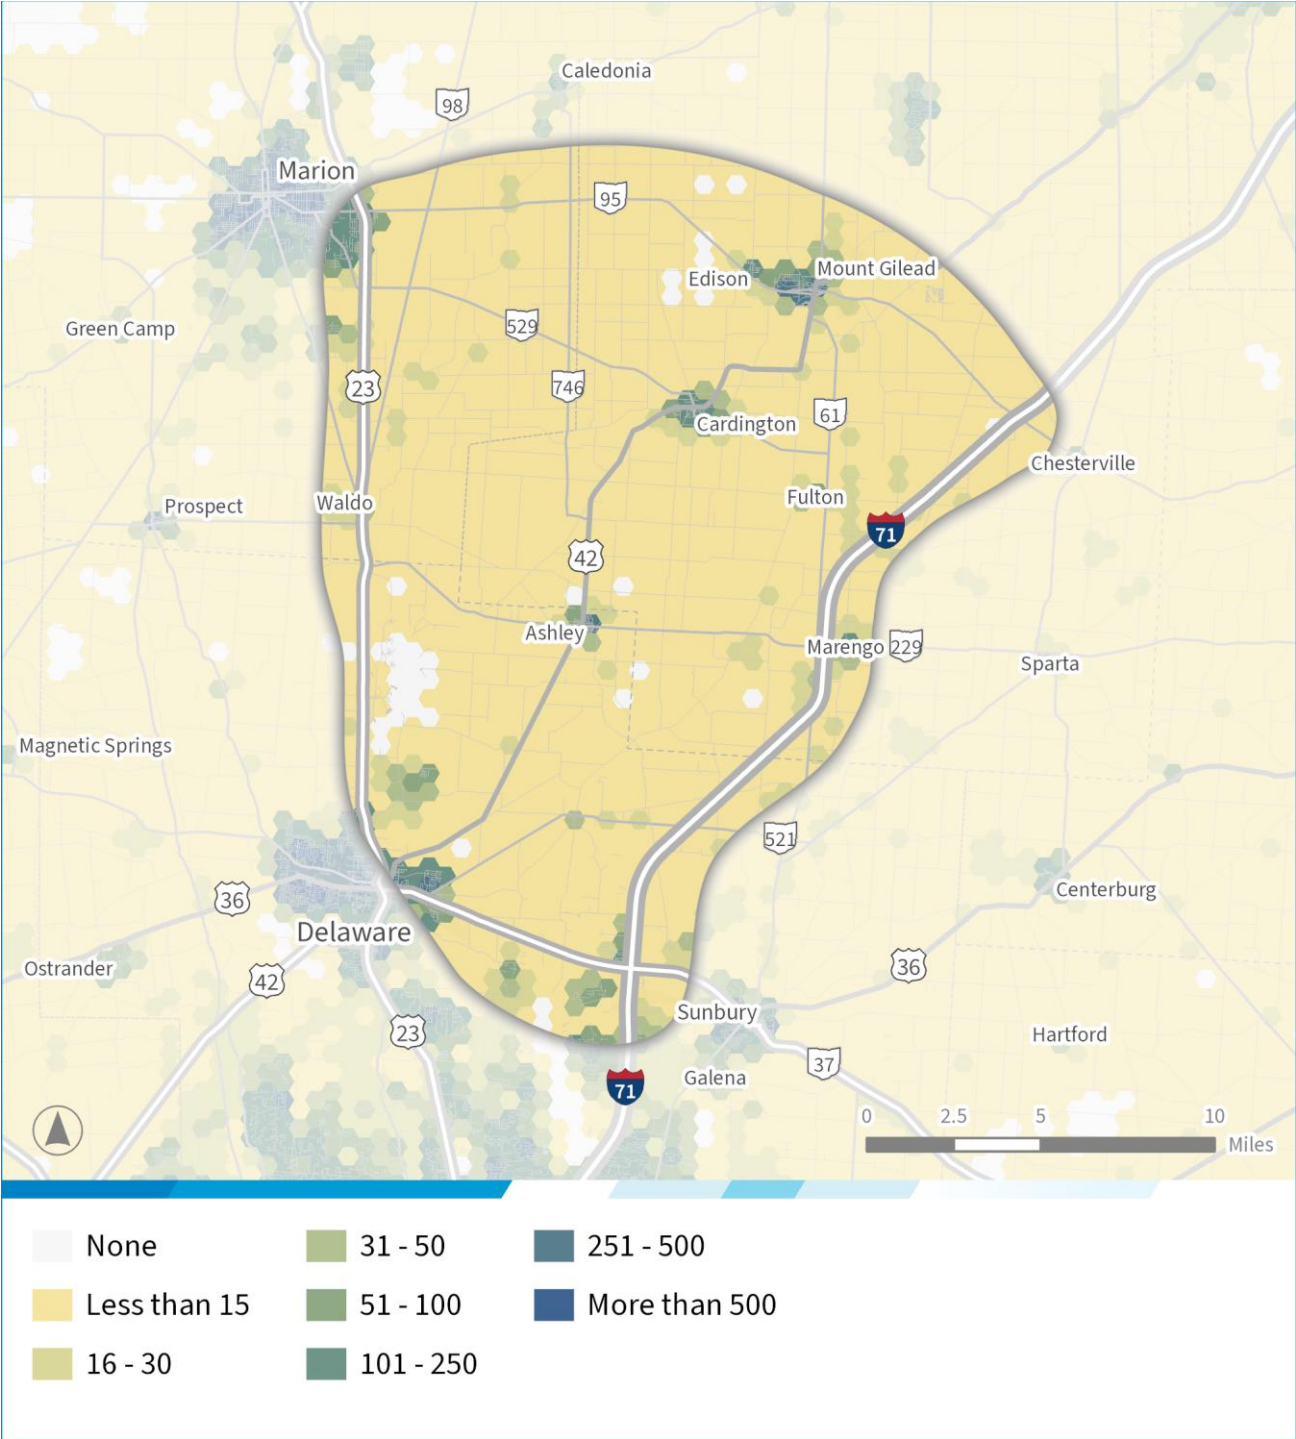 Caledonia
98
Marion
95
Edison
Mount Gilead
Green Camp
529
23
746
Cardington
61
Chesterville
Prospect
Waldo
Fulton
71
42
Ashley
Marengo
229
Sparta
Magnetic Springs
521
36
Centerburg
Delaware
Ostrander
42
36
23
Sunbury
Hartford
37
Galena
71
0 2.5 5 10
Miles
None
31 - 50
251 - 500
Less than 15
51 - 100
More than 500
16 - 30
101 - 250